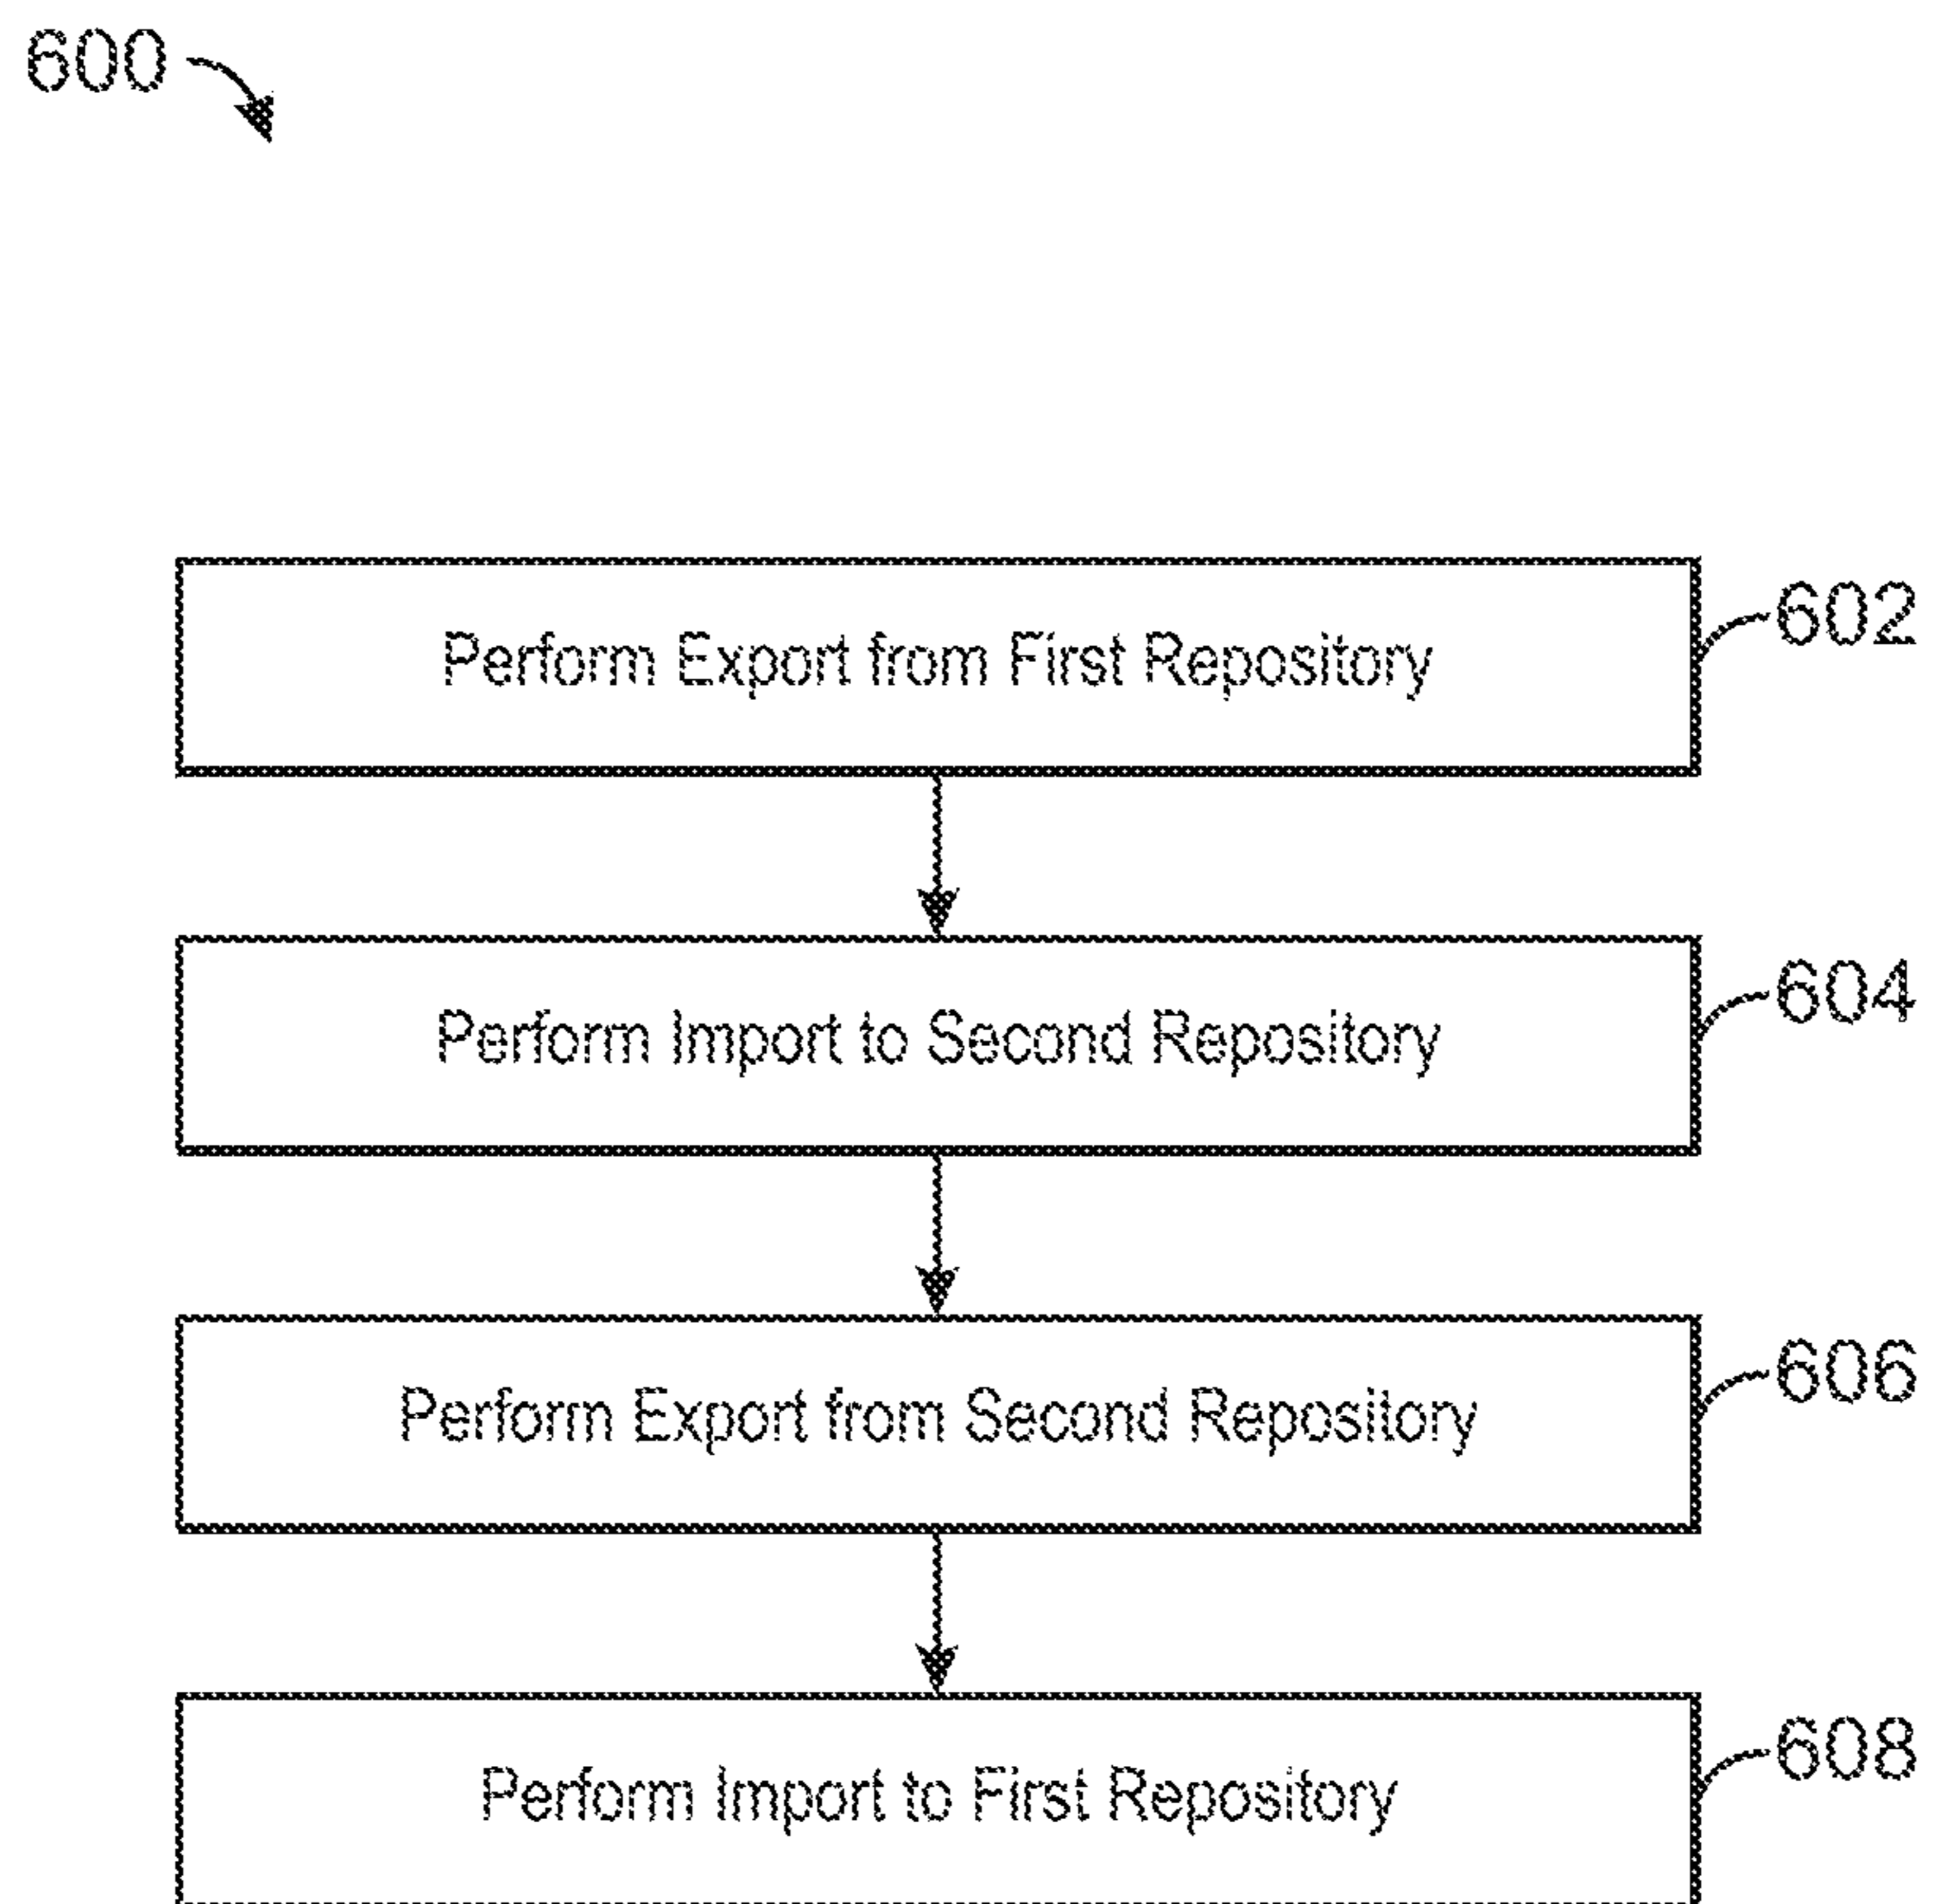 600
Perform Export from First Repository
602
Perform Import to Second Repository
604
Perform Export from Second Repository
606
Perform Import to First Repository
608